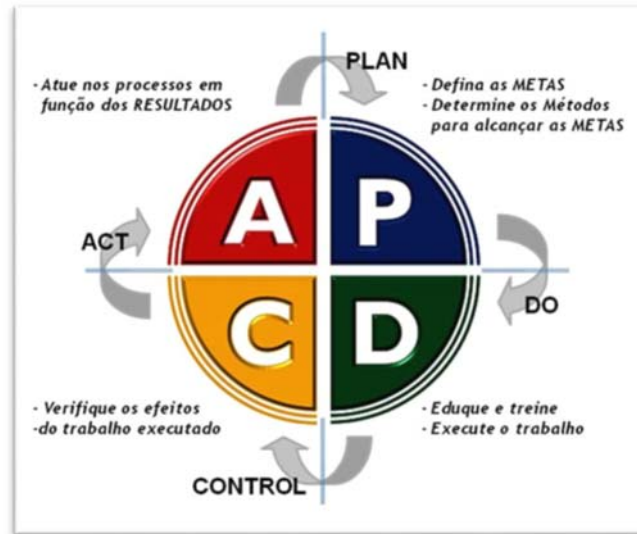 PLAN
- Atue nos processos em
função dos RESULTADOS
- Defina as METAS
- Determine os Métodos
para alcançar as METAS
A
P
ACT
DO
C
D
- Verifique os efeitos
-do trabalho executado
- Eduque e treine
- Execute o trabalho
CONTROL